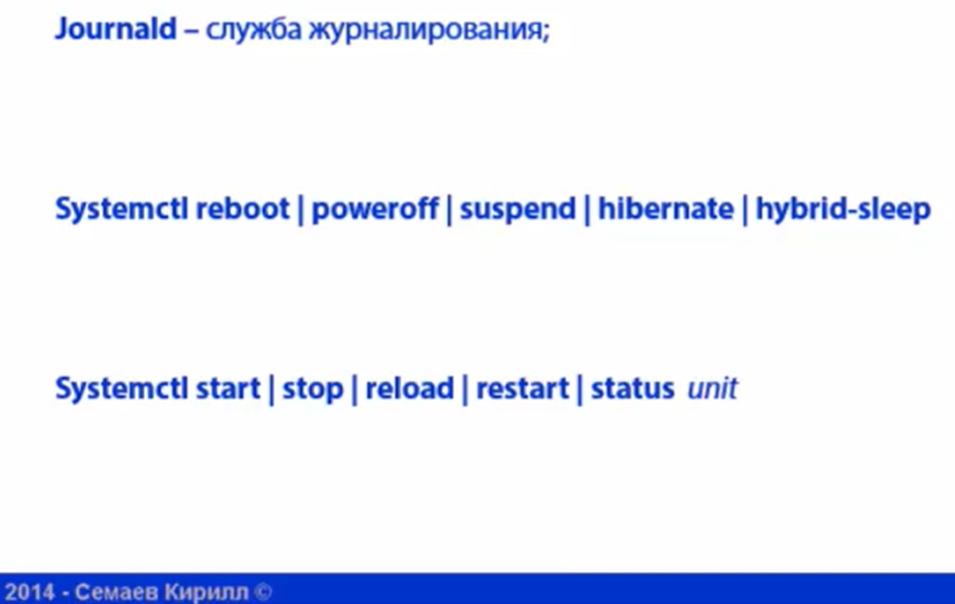 Journald – служба журналирования;
Systemctl reboot | poweroff | suspend | hibernate | hybrid-sleep
Systemctl start | stop | reload | restart | status unit
2014 - Семаев Кирилл ©